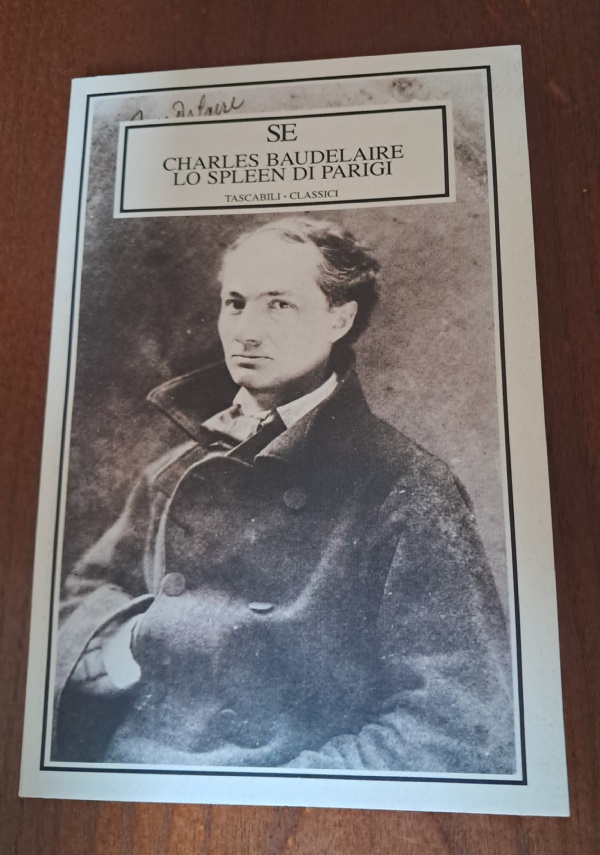 SE
CHARLES BAUDELAIRE
LO SPLEEN DI PARIGI
TASCABILI • CLASSICI